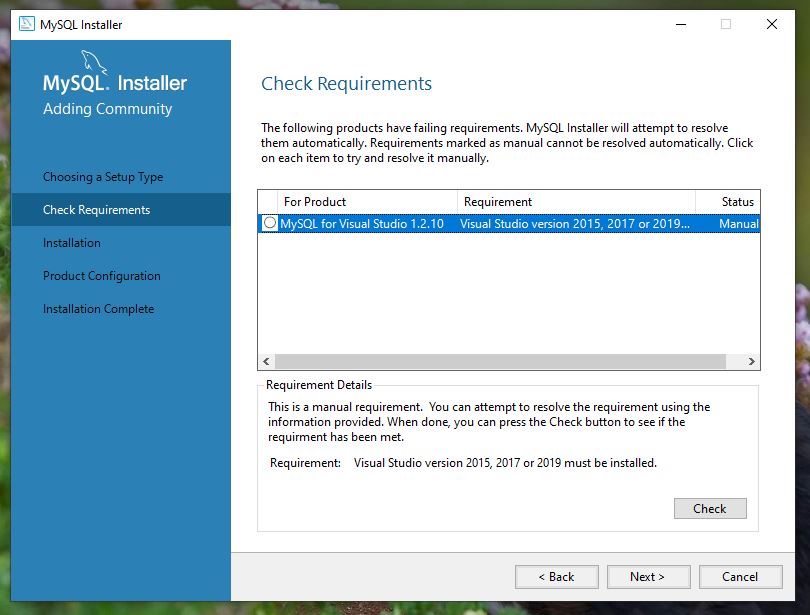 MySQL Installer
MySQL. Installer
Adding Community
Choosing a Setup Type
Check Requirements
Installation
Product Configuration
Installation Complete
Check Requirements
The following products have failing requirements. MySQL Installer will attempt to resolve
them automatically. Requirements marked as manual cannot be resolved automatically. Click
on each item to try and resolve it manually.
For Product Requirement Status
MySQL for Visual Studio 1.2.10 Visual Studio version 2015, 2017 or 2019... Manual
Requirement Details
This is a manual requirement. You can attempt to resolve the requirement using the
information provided. When done, you can press the Check button to see if the
requirment has been met.
Requirement: Visual Studio version 2015, 2017 or 2019 must be installed.
Check
< Back Next > Cancel